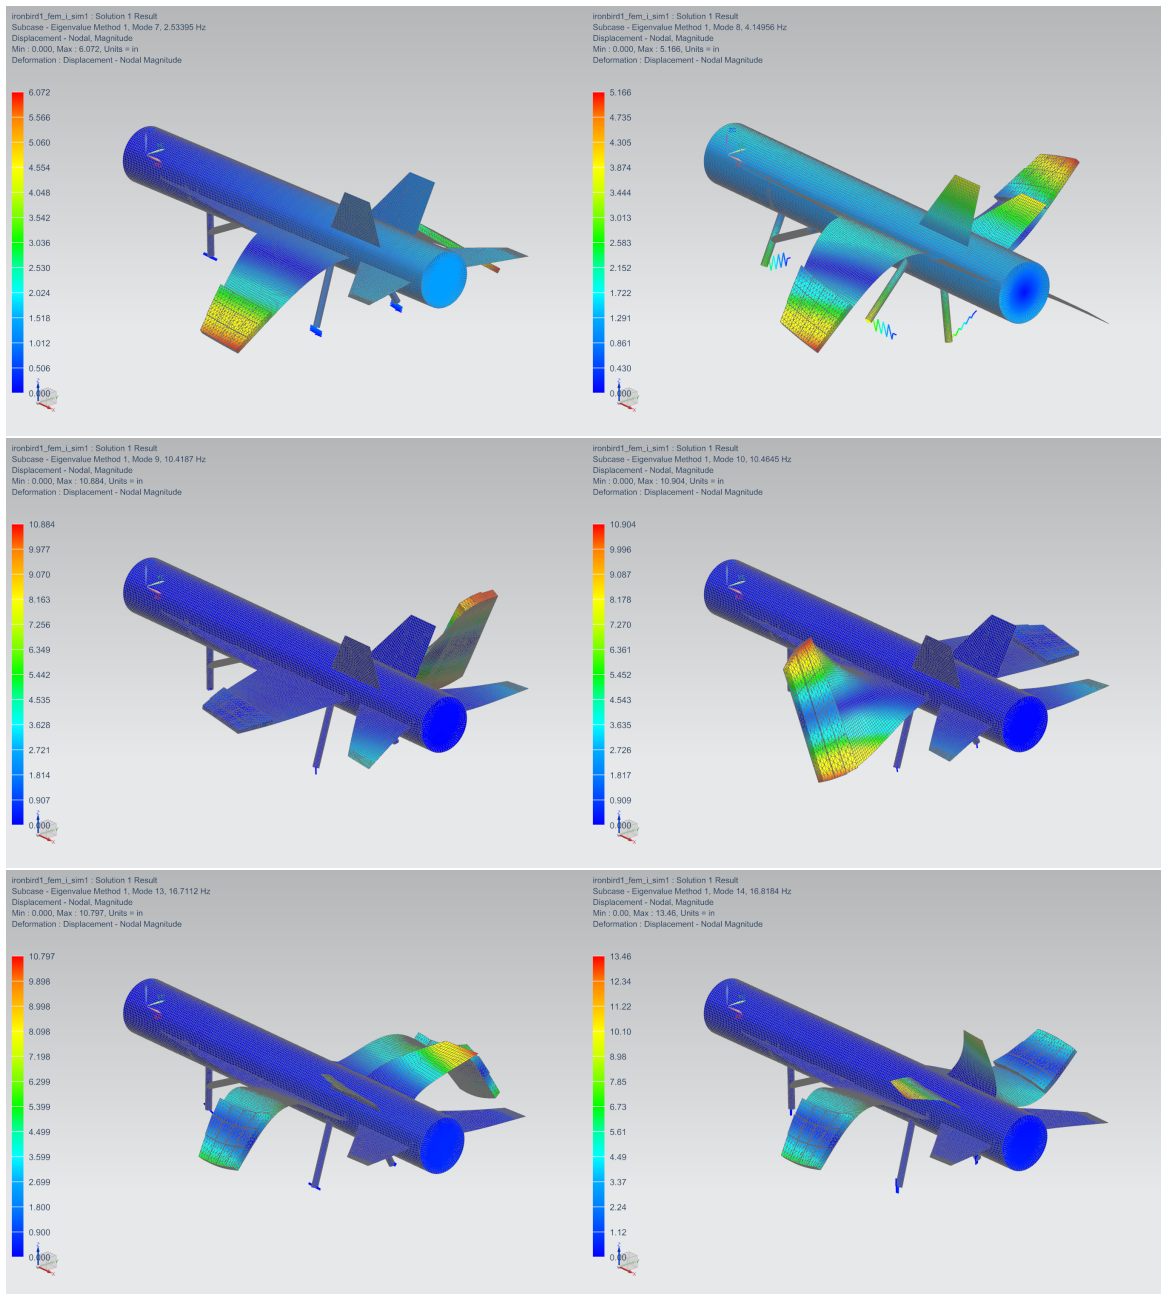 ironbird1_fem_i_sim1 : Solution 1 Result
Subcase - Eigenvalue Method 1, Mode 7, 2.53395 Hz
Displacement - Nodal, Magnitude
Min : 0.000, Max : 6.072, Units = in
Deformation : Displacement - Nodal Magnitude
6.072
5.566
5.060
4.554
4.048
3.542
3.036
2.530
2.024
1.518
1.012
0.506
0.000
ironbird1_fem_i_sim1 : Solution 1 Result
Subcase - Eigenvalue Method 1, Mode 8, 4.14956 Hz
Displacement - Nodal, Magnitude
Min : 0.000, Max : 5.166, Units = in
Deformation : Displacement - Nodal Magnitude
5.166
4.735
4.305
3.874
3.444
3.013
2.583
2.152
1.722
1.291
0.861
0.430
0.000
ironbird1_fem_i_sim1 : Solution 1 Result
Subcase - Eigenvalue Method 1, Mode 9, 10.4187 Hz
Displacement - Nodal, Magnitude
Min : 0.000, Max : 10.884, Units = in
Deformation : Displacement - Nodal Magnitude
10.884
9.977
9.070
8.163
7.256
6.349
5.442
4.535
3.628
2.721
1.814
0.907
0.000
ironbird1_fem_i_sim1 : Solution 1 Result
Subcase - Eigenvalue Method 1, Mode 10, 10.4645 Hz
Displacement - Nodal, Magnitude
Min : 0.000, Max : 10.904, Units = in
Deformation : Displacement - Nodal Magnitude
10.904
9.996
9.087
8.178
7.270
6.361
5.452
4.543
3.635
2.726
1.817
0.909
0.000
ironbird1_fem_i_sim1 : Solution 1 Result
Subcase - Eigenvalue Method 1, Mode 13, 16.7112 Hz
Displacement - Nodal, Magnitude
Min : 0.000, Max : 10.797, Units = in
Deformation : Displacement - Nodal Magnitude
10.797
9.898
8.998
8.098
7.198
6.299
5.399
4.499
3.599
2.699
1.800
0.900
0.000
ironbird1_fem_i_sim1 : Solution 1 Result
Subcase - Eigenvalue Method 1, Mode 14, 16.8184 Hz
Displacement - Nodal, Magnitude
Min : 0.00, Max : 13.46, Units = in
Deformation : Displacement - Nodal Magnitude
13.46
12.34
11.22
10.10
8.98
7.85
6.73
5.61
4.49
3.37
2.24
1.12
0.00